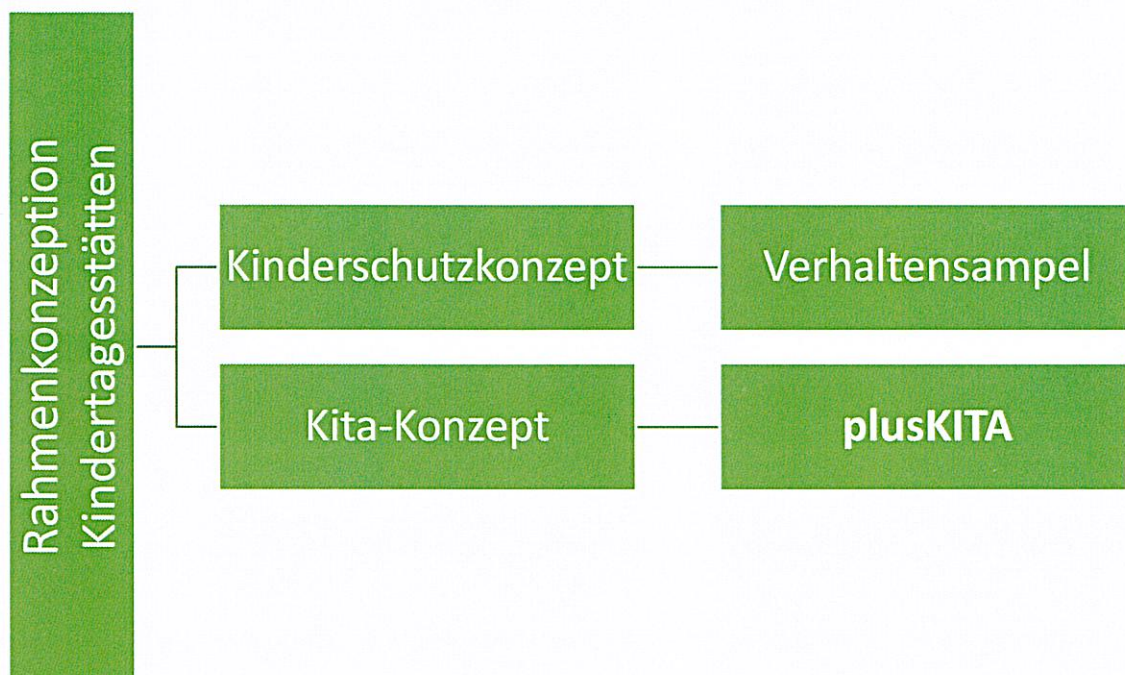 Rahmenkonzeption
Kindertagesstätten
Kinderschutzkonzept
Verhaltensampel
Kita-Konzept
plusKITA